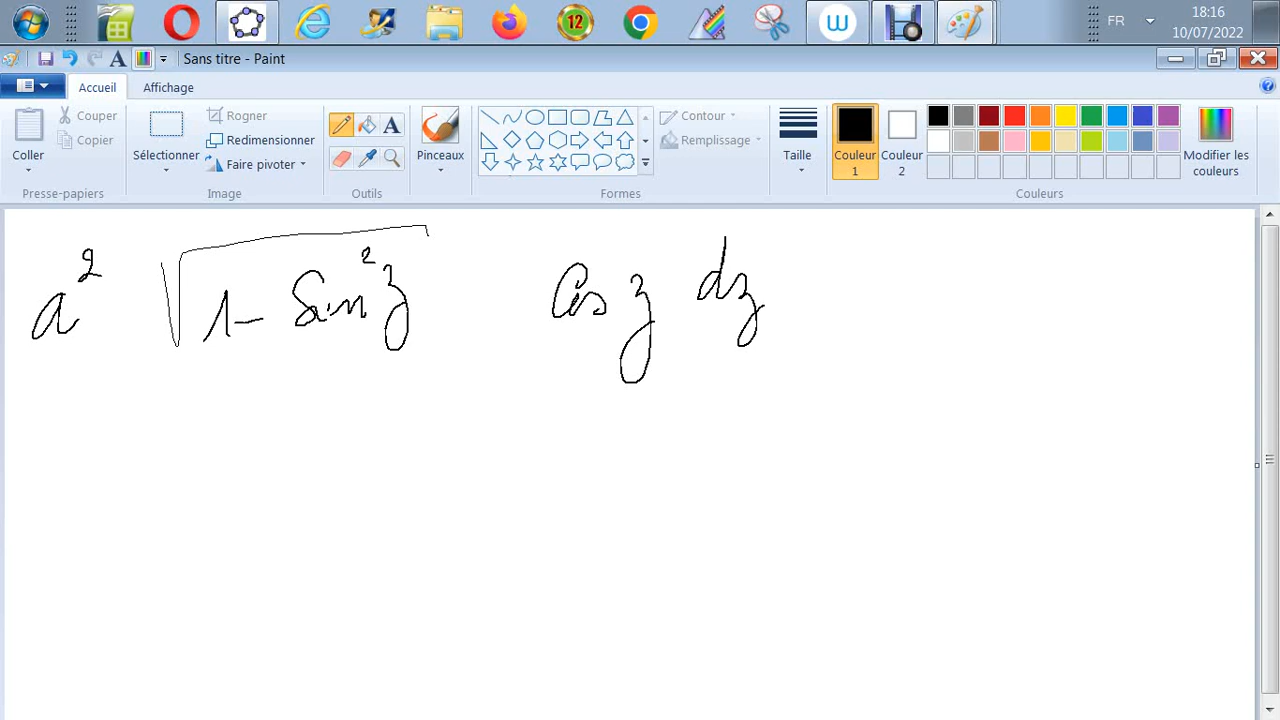 12
W
FR
18:16
10/07/2022
Sans titre - Paint
Accueil Affichage
Coller
Couper
Copier
Presse-papiers
Sélectionner
Rogner
Redimensionner
Faire pivoter
Image
A
Outils
Pinceaux
Contour
Remplissage
Formes
Taille
Couleur 1
Couleur 2
Modifier les couleurs
Couleurs
a² √(1 - Sin²z) Cos z dz